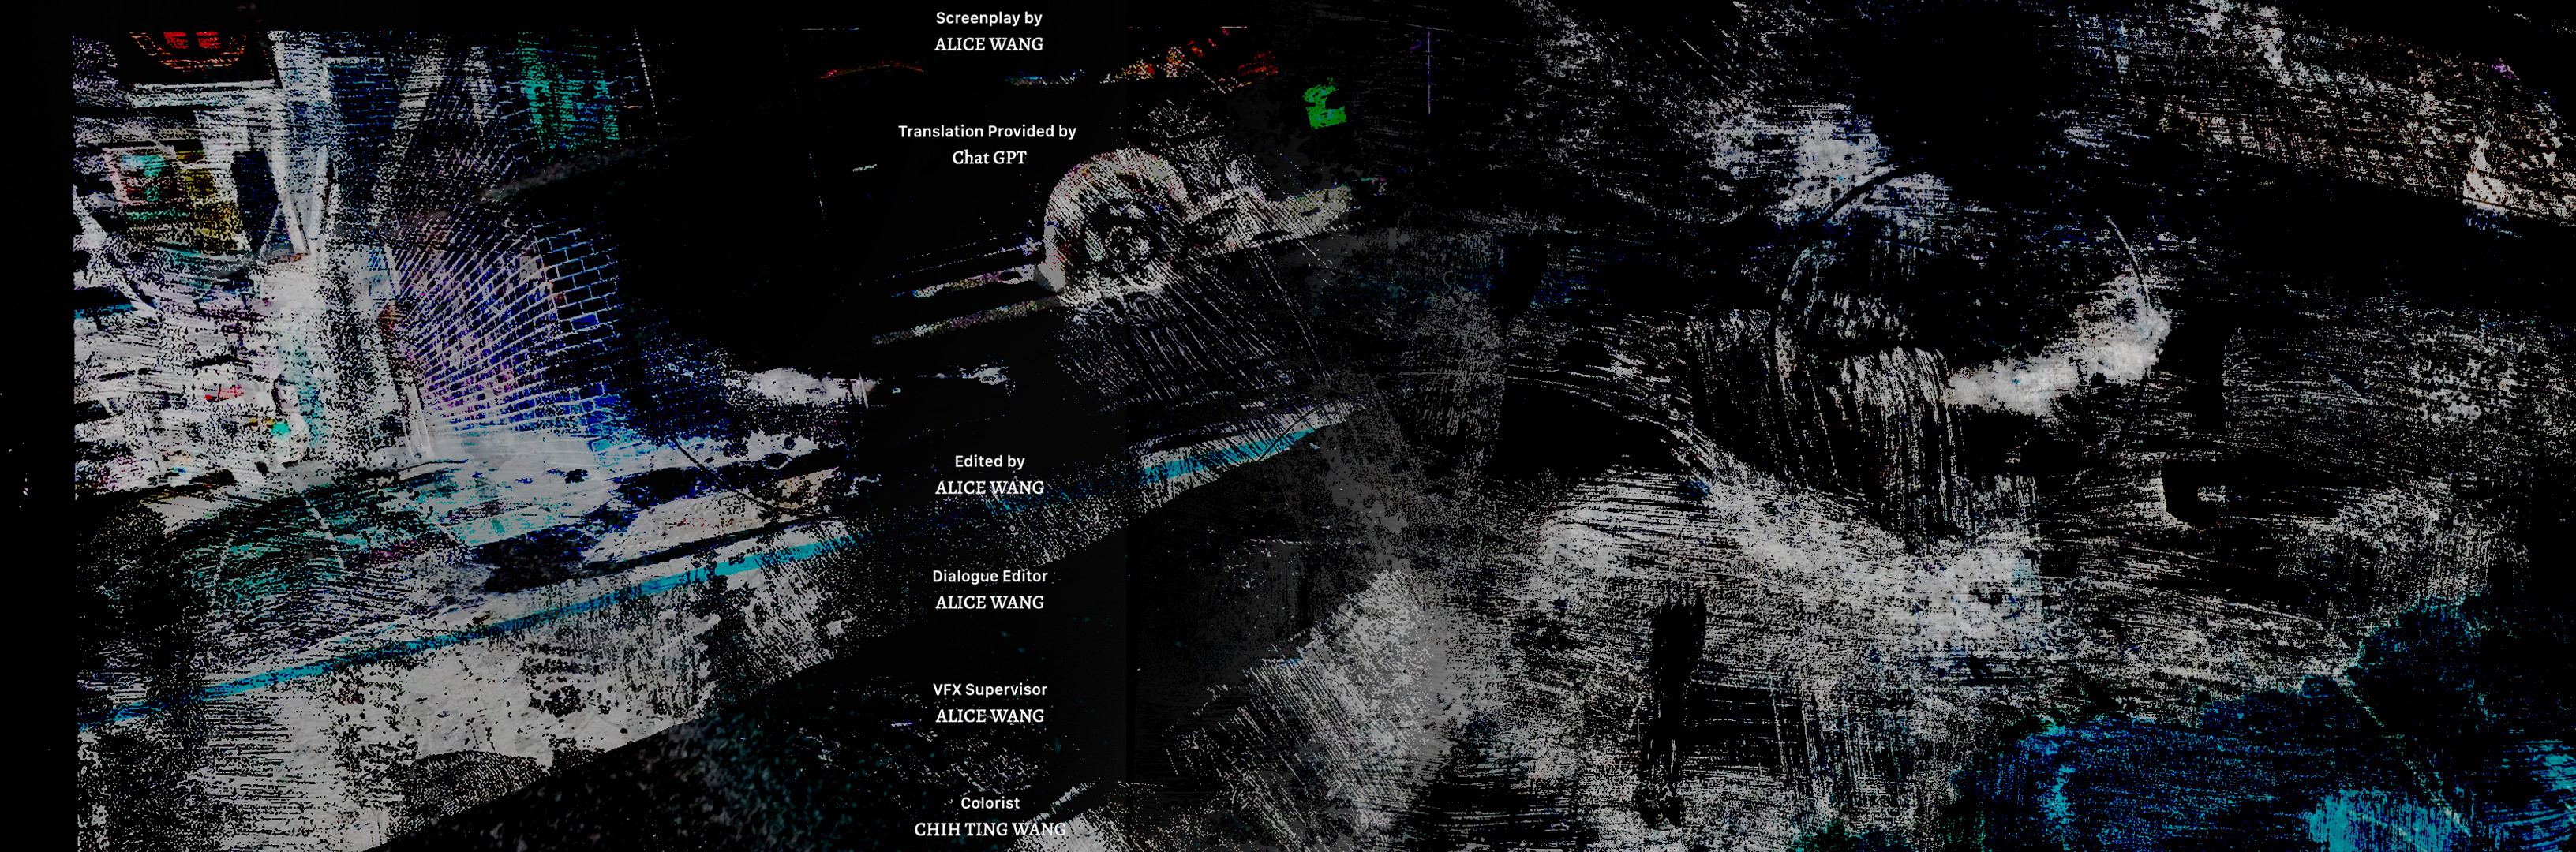 Screenplay by
ALICE WANG
Translation Provided by
Chat GPT
Edited by
ALICE WANG
Dialogue Editor
ALICE WANG
VFX Supervisor
ALICE WANG
Colorist
CHIH TING WANG